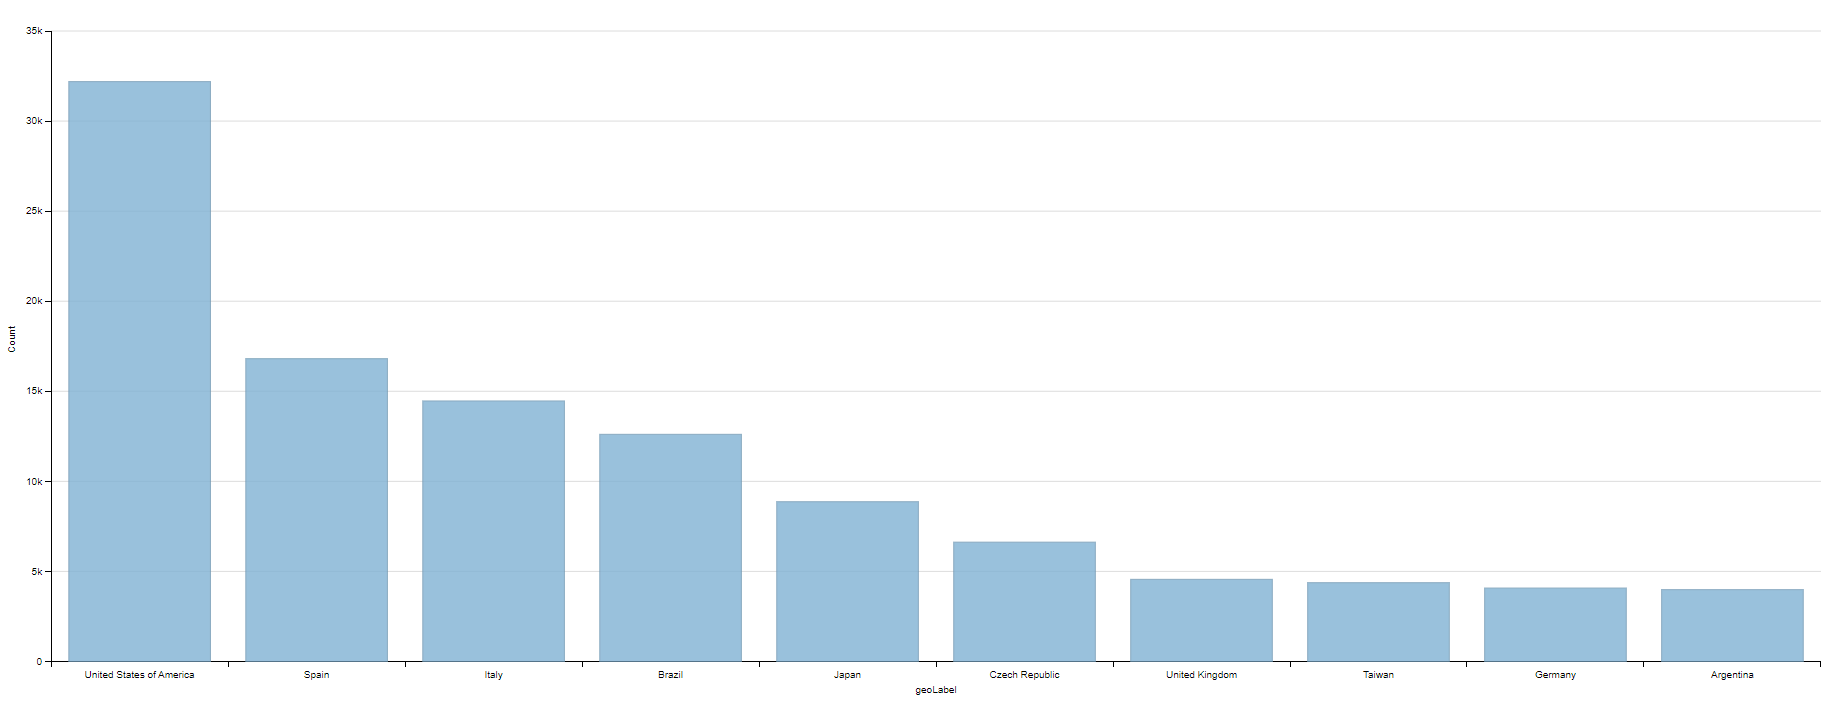 35k
30k
25k
20k
15k
10k
5k
0
Count
United States of America Spain Italy Brazil Japan Czech Republic United Kingdom Taiwan Germany Argentina
geoLabel